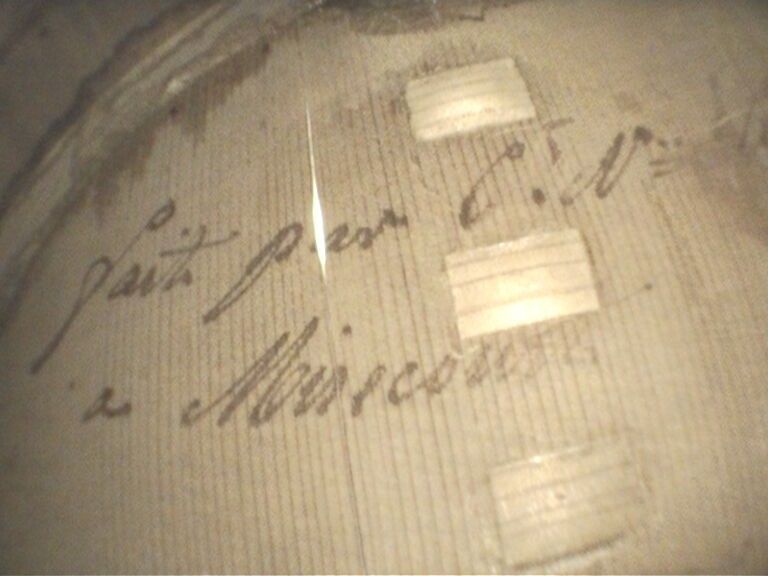 fait par C. N
a Mirecourt